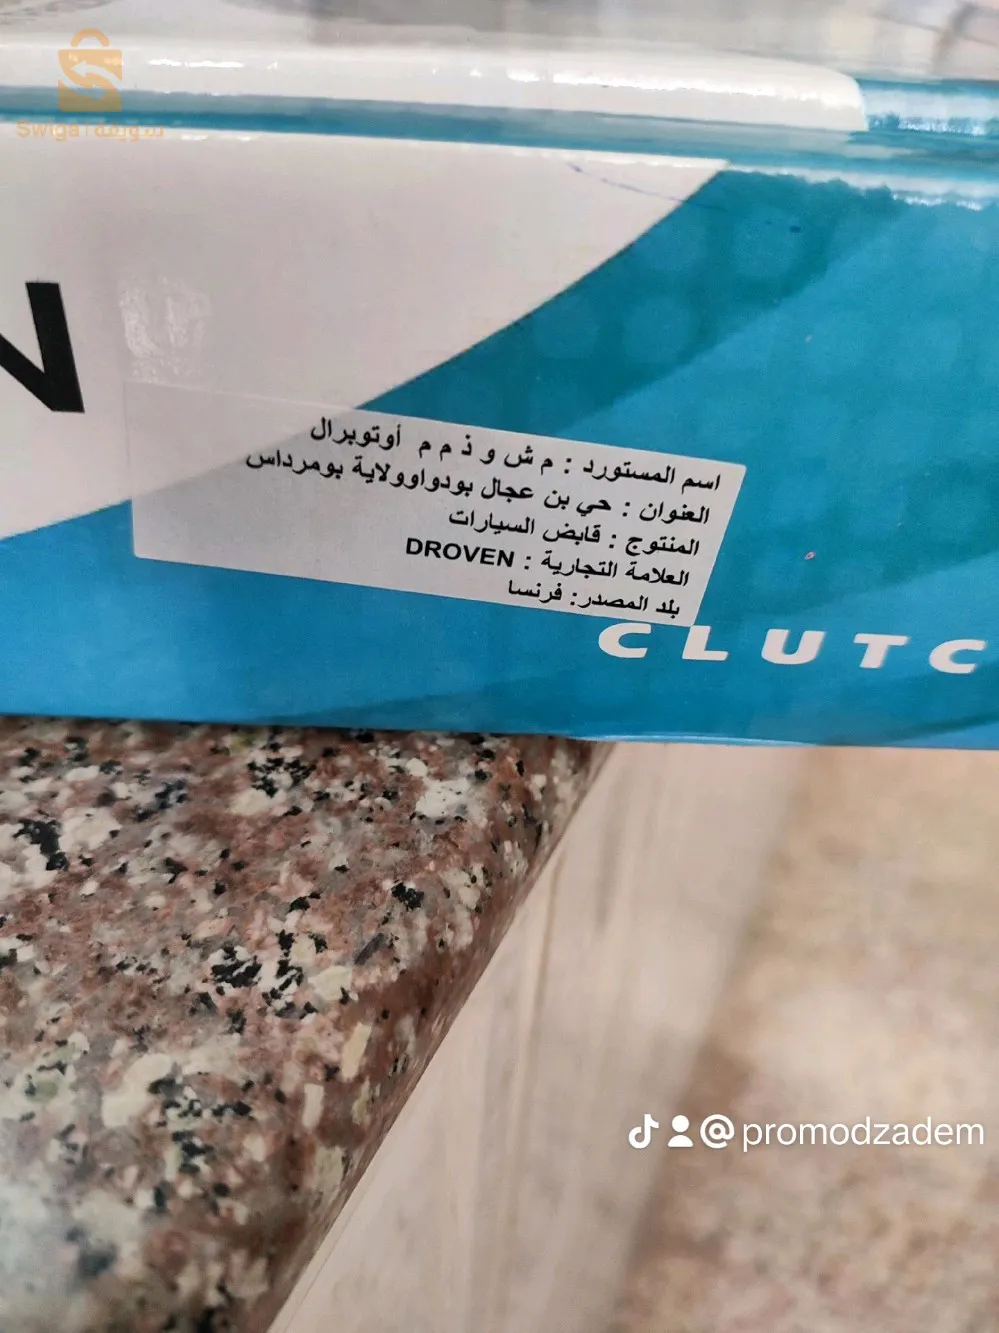 Swiga سويقة
N
اسم المستورد : م ش و ذ م م أوتوبرال
العنوان : حي بن عجال بودواوولاية بومرداس
المنتوج : قابض السيارات
العلامة التجارية : DROVEN
بلد المصدر: فرنسا
CLUTC
@promodzadem